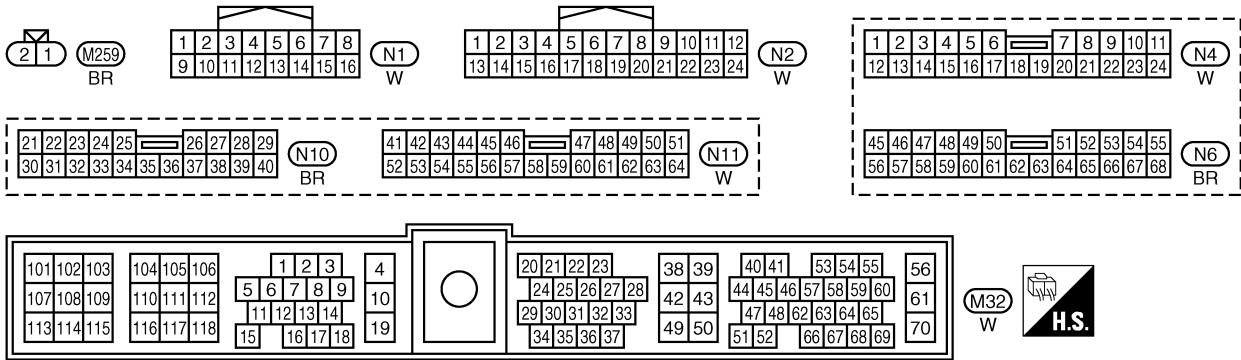 2 1 M259
BR
1 2 3 4 5 6 7 8
9 10 11 12 13 14 15 16
N1
W
1 2 3 4 5 6 7 8 9 10 11 12
13 14 15 16 17 18 19 20 21 22 23 24
N2
W
1 2 3 4 5 6 7 8 9 10 11
12 13 14 15 16 17 18 19 20 21 22 23 24
N4
W
21 22 23 24 25 26 27 28 29
30 31 32 33 34 35 36 37 38 39 40
N10
BR
41 42 43 44 45 46 47 48 49 50 51
52 53 54 55 56 57 58 59 60 61 62 63 64
N11
W
45 46 47 48 49 50 51 52 53 54 55
56 57 58 59 60 61 62 63 64 65 66 67 68
N6
BR
101 102 103 104 105 106 1 2 3 4
107 108 109 110 111 112 5 6 7 8 9 10
11 12 13 14
113 114 115 116 117 118 15 16 17 18 19
20 21 22 23 38 39 40 41 53 54 55 56
24 25 26 27 28 42 43 44 45 46 57 58 59 60 61
29 30 31 32 33 47 48 62 63 64 65
34 35 36 37 49 50 51 52 66 67 68 69 70
M32
W
H.S.